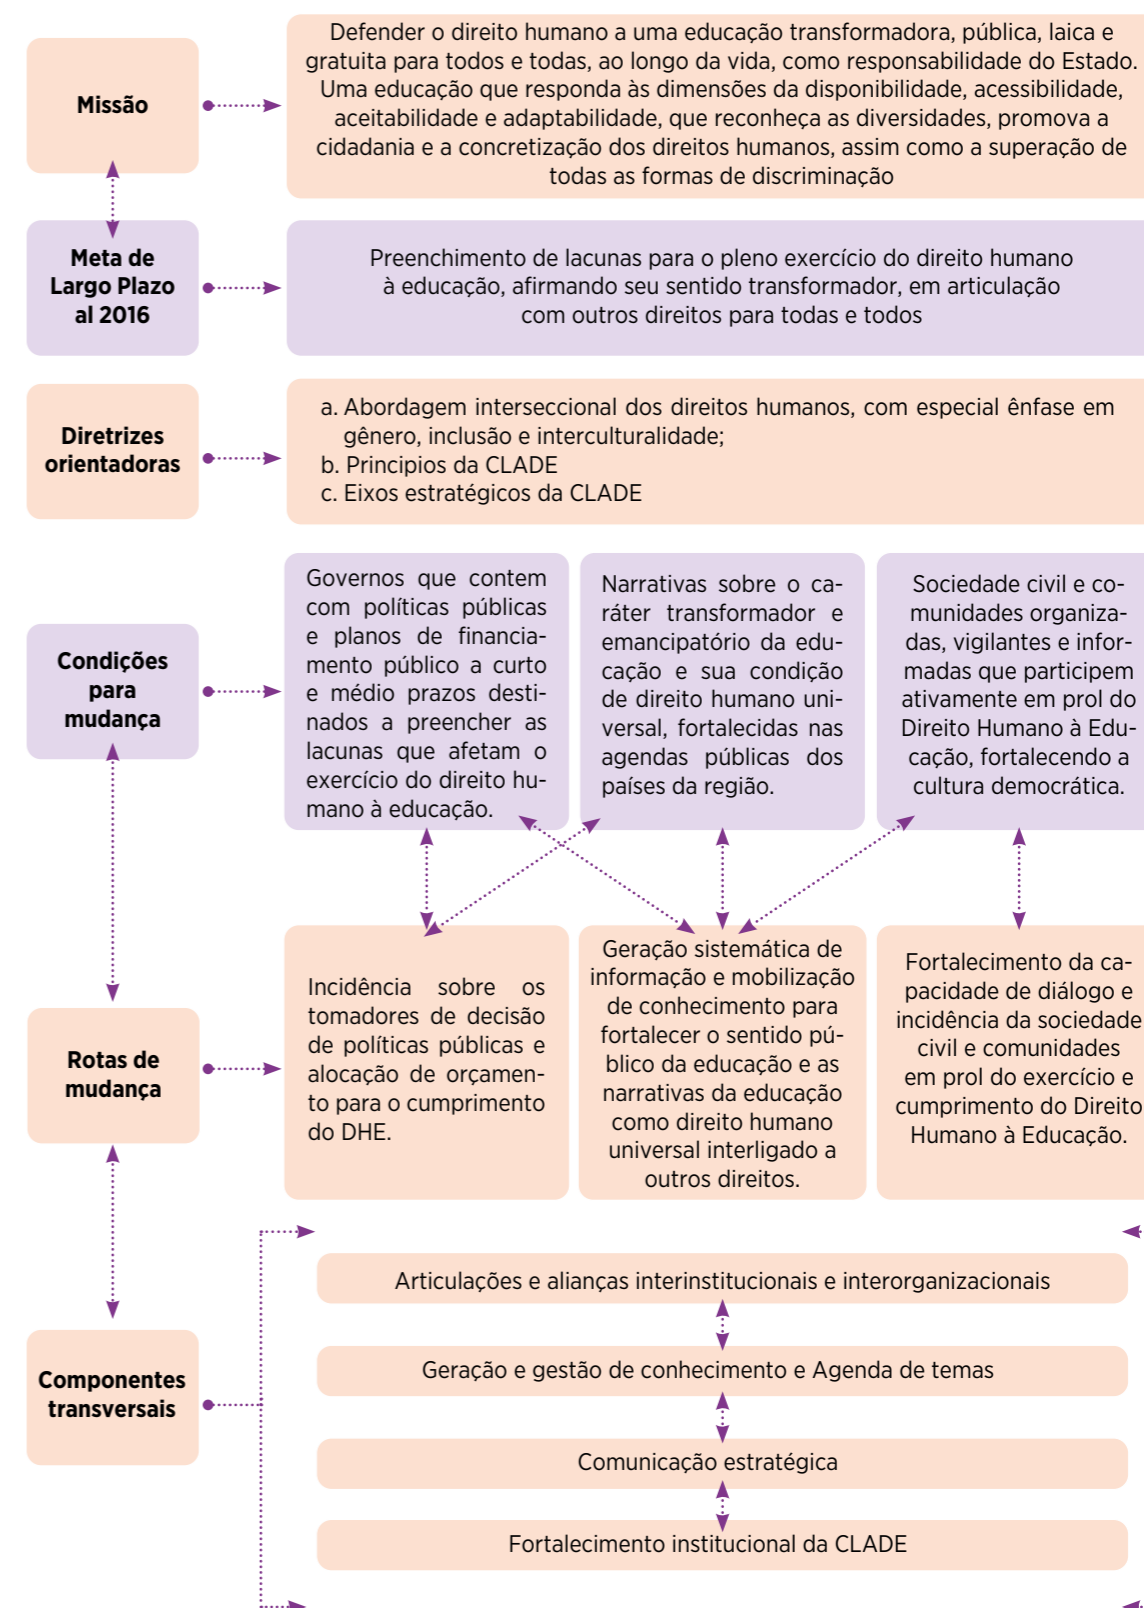 Missão
Defender o direito humano a uma educação transformadora, pública, laica e
gratuita para todos e todas, ao longo da vida, como responsabilidade do Estado.
Uma educação que responda às dimensões da disponibilidade, acessibilidade,
aceitabilidade e adaptabilidade, que reconheça as diversidades, promova a
cidadania e a concretização dos direitos humanos, assim como a superação de
todas as formas de discriminação
Meta de
Largo Plazo
al 2016
Preenchimento de lacunas para o pleno exercício do direito humano
à educação, afirmando seu sentido transformador, em articulação
com outros direitos para todas e todos
Diretrizes
orientadoras
a. Abordagem interseccional dos direitos humanos, com especial ênfase em
gênero, inclusão e interculturalidade;
b. Principios da CLADE
c. Eixos estratégicos da CLADE
Condições
para
mudança
Governos que contem
com políticas públicas
e planos de financia-
mento público a curto
e médio prazos desti-
nados a preencher as
lacunas que afetam o
exercício do direito hu-
mano à educação.
Narrativas sobre o ca-
ráter transformador e
emancipatório da edu-
cação e sua condição
de direito humano uni-
versal, fortalecidas nas
agendas públicas dos
países da região.
Sociedade civil e co-
munidades organiza-
das, vigilantes e infor-
madas que participem
ativamente em prol do
Direito Humano à Edu-
cação, fortalecendo a
cultura democrática.
Rotas de
mudança
Incidência sobre os
tomadores de decisão
de políticas públicas e
alocação de orçamen-
to para o cumprimento
do DHE.
Geração sistemática de
informação e mobilização
de conhecimento para
fortalecer o sentido pú-
blico da educação e as
narrativas da educação
como direito humano
universal interligado a
outros direitos.
Fortalecimento da ca-
pacidade de diálogo e
incidência da sociedade
civil e comunidades
em prol do exercício e
cumprimento do Direito
Humano à Educação.
Componentes
transversais
Articulações e alianças interinstitucionais e interorganizacionais
Geração e gestão de conhecimento e Agenda de temas
Comunicação estratégica
Fortalecimento institucional da CLADE